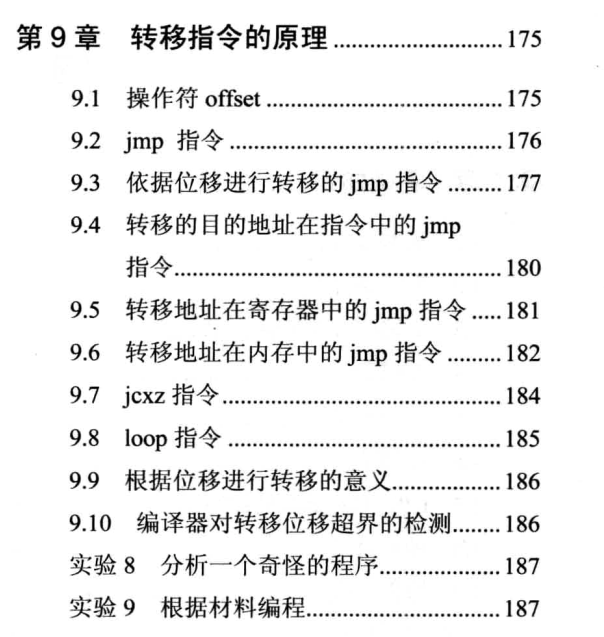 第9章 转移指令的原理............................175
9.1 操作符 offset............................175
9.2 jmp 指令............................176
9.3 依据位移进行转移的 jmp 指令.........177
9.4 转移的目的地址在指令中的 jmp
指令............................180
9.5 转移地址在寄存器中的 jmp 指令.....181
9.6 转移地址在内存中的 jmp 指令.........182
9.7 jcxz 指令............................184
9.8 loop 指令............................185
9.9 根据位移进行转移的意义..................186
9.10 编译器对转移位移超界的检测........186
实验8 分析一个奇怪的程序....................187
实验9 根据材料编程............................187